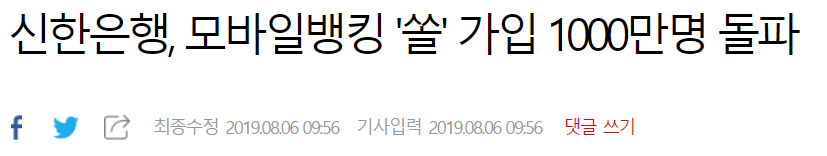 신한은행, 모바일뱅킹 '쏠' 가입 1000만명 돌파
최종수정 2019.08.06 09:56 기사입력 2019.08.06 09:56 댓글 쓰기